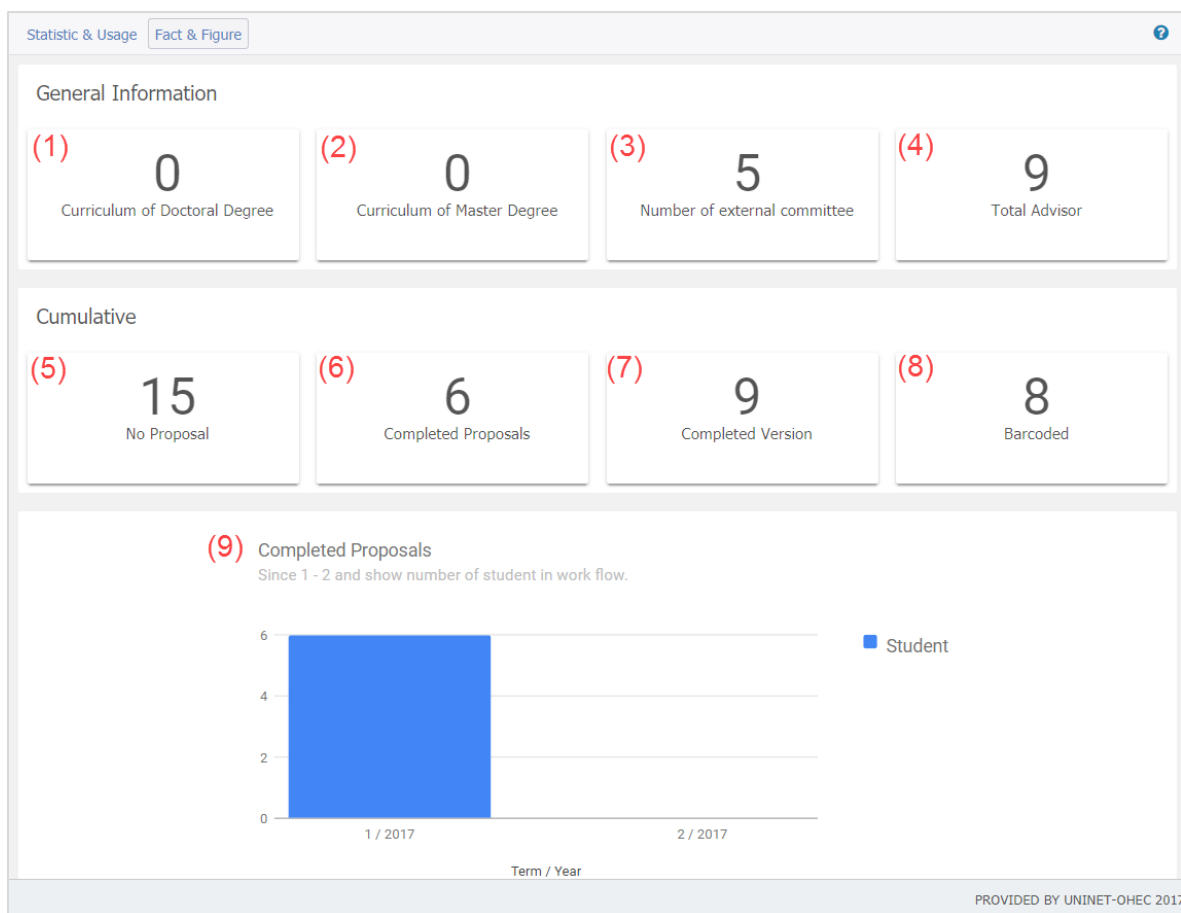 Statistic & Usage Fact & Figure ?
General Information
(1) (2) (3) (4)
0 0 5 9
Curriculum of Doctoral Degree Curriculum of Master Degree Number of external committee Total Advisor
Cumulative
(5) (6) (7) (8)
15 6 9 8
No Proposal Completed Proposals Completed Version Barcoded
(9) Completed Proposals
Since 1 - 2 and show number of student in work flow.
6
Student
4
2
0
1 / 2017 2 / 2017
Term / Year
PROVIDED BY UNINET-OHEC 2017